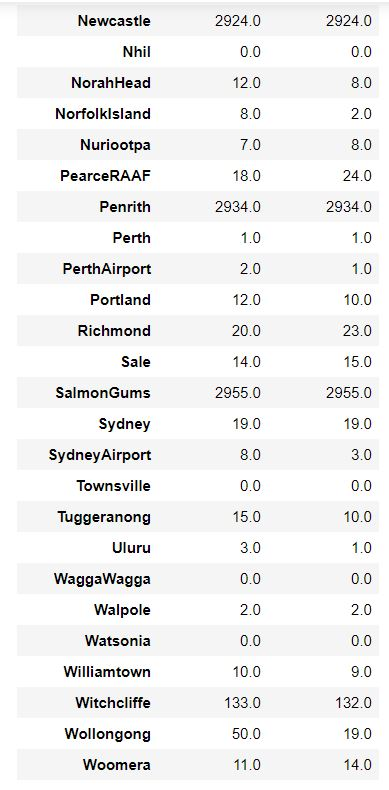 Newcastle 2924.0 2924.0
Nhil 0.0 0.0
NorahHead 12.0 8.0
NorfolkIsland 8.0 2.0
Nuriootpa 7.0 8.0
PearceRAAF 18.0 24.0
Penrith 2934.0 2934.0
Perth 1.0 1.0
PerthAirport 2.0 1.0
Portland 12.0 10.0
Richmond 20.0 23.0
Sale 14.0 15.0
SalmonGums 2955.0 2955.0
Sydney 19.0 19.0
SydneyAirport 8.0 3.0
Townsville 0.0 0.0
Tuggeranong 15.0 10.0
Uluru 3.0 1.0
WaggaWagga 0.0 0.0
Walpole 2.0 2.0
Watsonia 0.0 0.0
Williamtown 10.0 9.0
Witchcliffe 133.0 132.0
Wollongong 50.0 19.0
Woomera 11.0 14.0